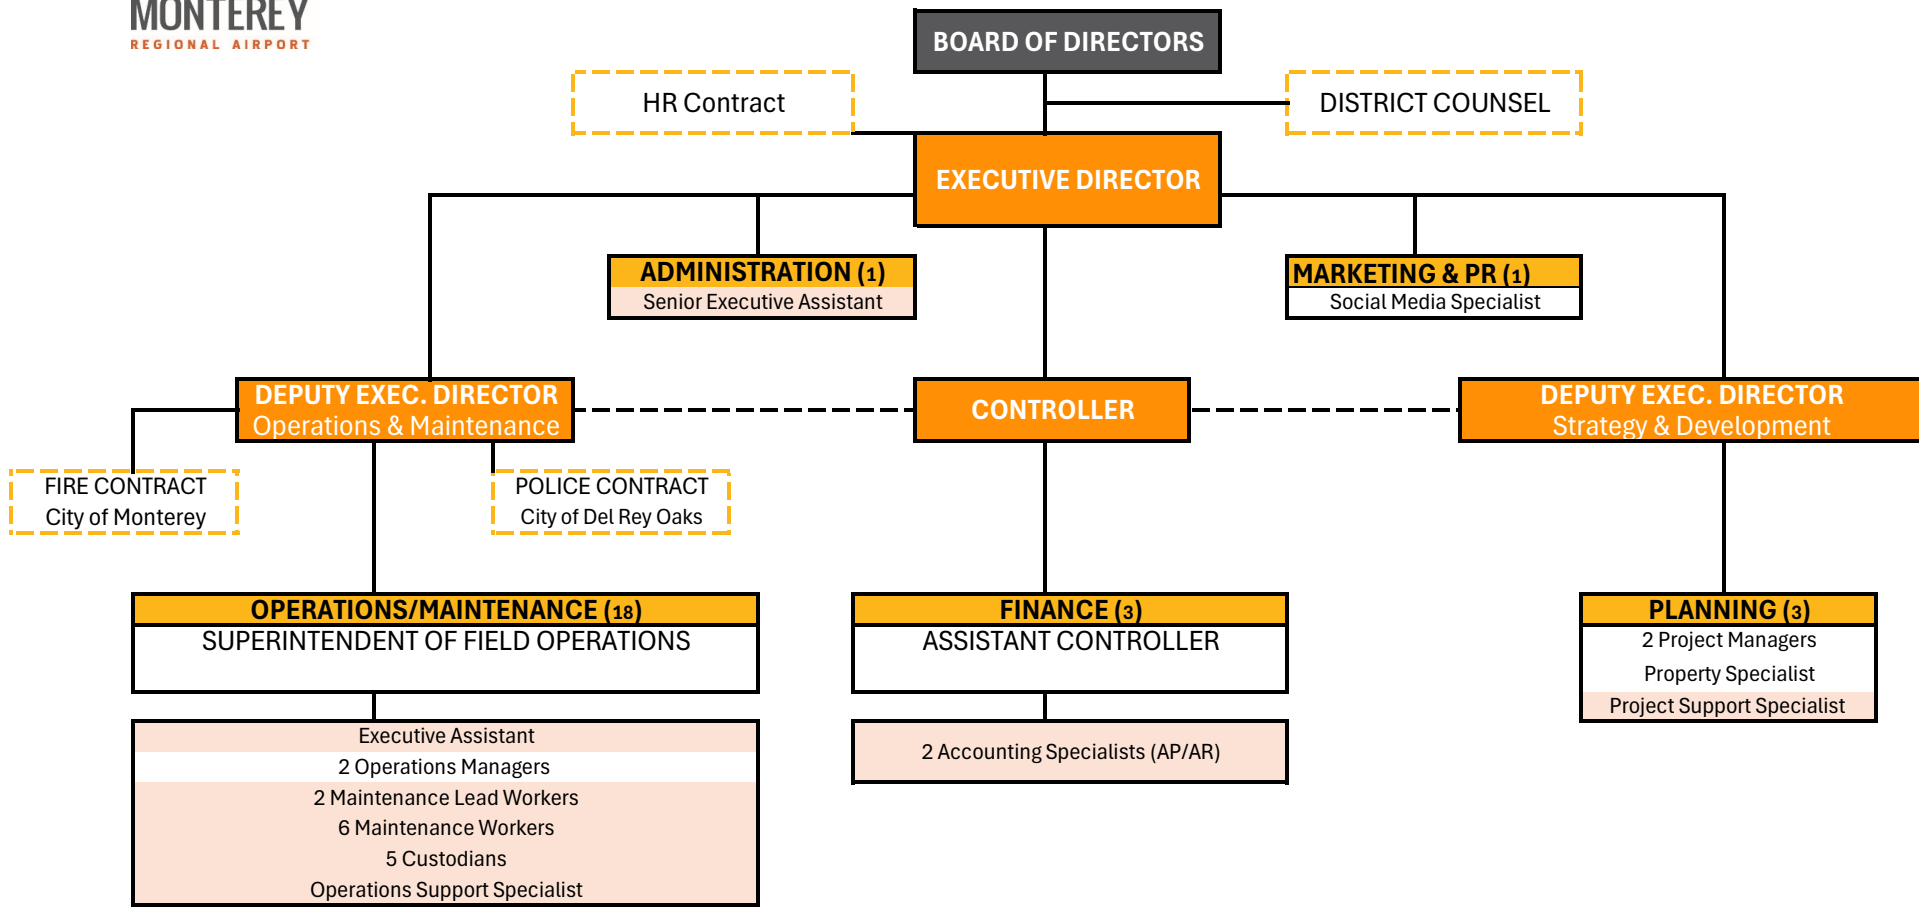 MONTEREY
REGIONAL AIRPORT
BOARD OF DIRECTORS
HR Contract
DISTRICT COUNSEL
EXECUTIVE DIRECTOR
ADMINISTRATION (1)
Senior Executive Assistant
MARKETING & PR (1)
Social Media Specialist
DEPUTY EXEC. DIRECTOR
Operations & Maintenance
CONTROLLER
DEPUTY EXEC. DIRECTOR
Strategy & Development
FIRE CONTRACT
City of Monterey
POLICE CONTRACT
City of Del Rey Oaks
OPERATIONS/MAINTENANCE (18)
SUPERINTENDENT OF FIELD OPERATIONS
Executive Assistant
2 Operations Managers
2 Maintenance Lead Workers
6 Maintenance Workers
5 Custodians
Operations Support Specialist
FINANCE (3)
ASSISTANT CONTROLLER
2 Accounting Specialists (AP/AR)
PLANNING (3)
2 Project Managers
Property Specialist
Project Support Specialist